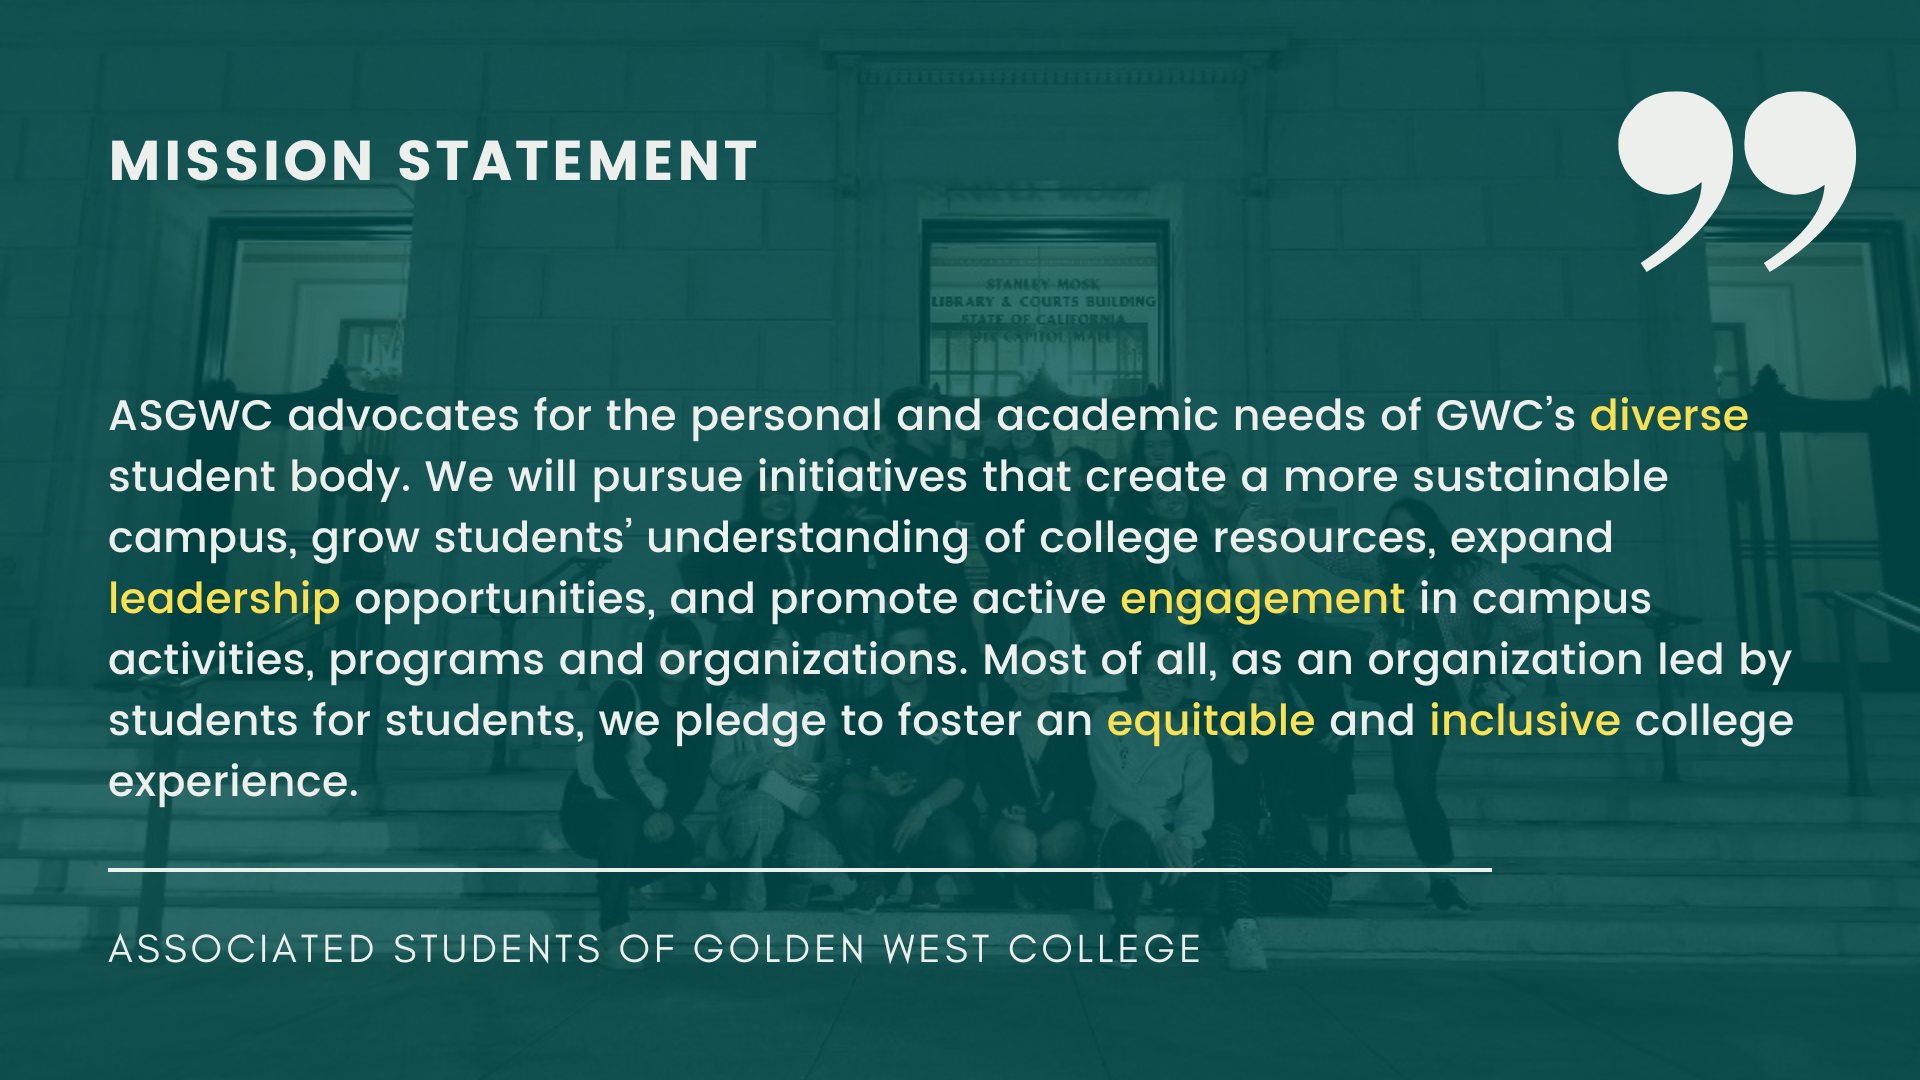 MISSION STATEMENT
”
STANLEY MOSK
LIBRARY & COURTS BUILDING
STATE OF CALIFORNIA
CAPITOL MALL
ASGWC advocates for the personal and academic needs of GWC’s diverse
student body. We will pursue initiatives that create a more sustainable
campus, grow students’ understanding of college resources, expand
leadership opportunities, and promote active engagement in campus
activities, programs and organizations. Most of all, as an organization led by
students for students, we pledge to foster an equitable and inclusive college
experience.
ASSOCIATED STUDENTS OF GOLDEN WEST COLLEGE